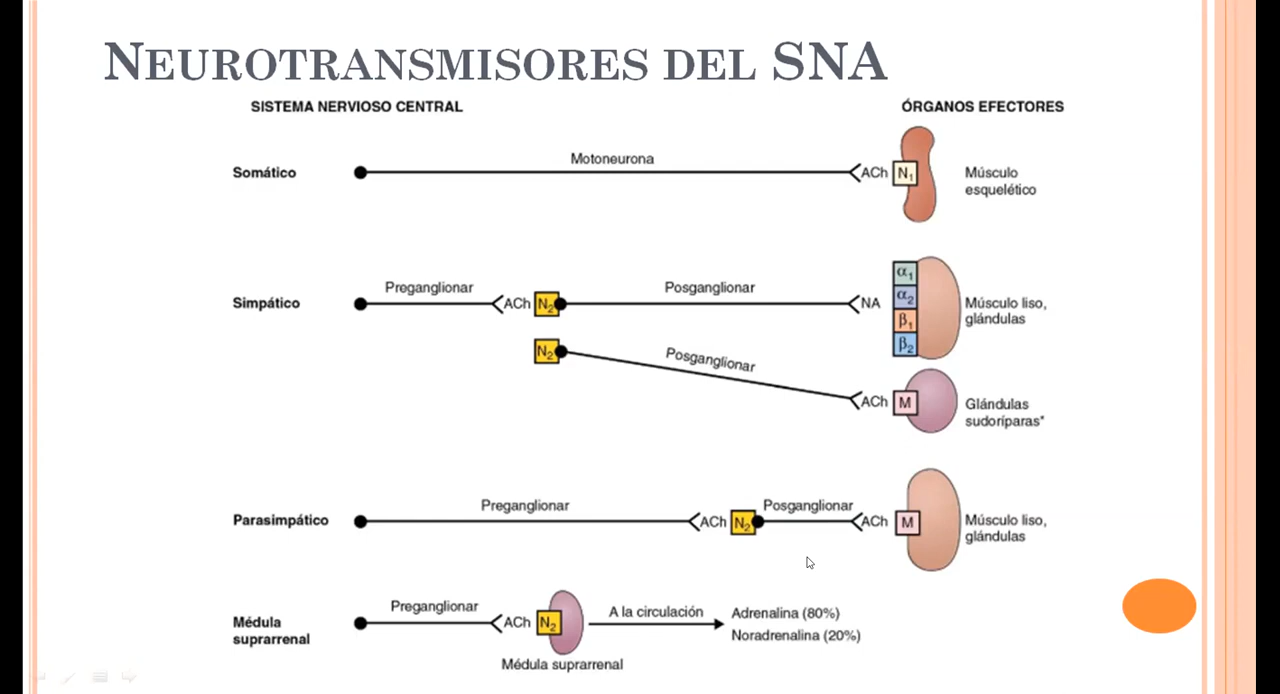 NEUROTRANSMISORES DEL SNA
SISTEMA NERVIOSO CENTRAL
ÓRGANOS EFECTORES
Somático
Motoneurona
ACh
N₁
Músculo
esquelético
Simpático
Preganglionar
ACh
N₂
Posganglionar
NA
α₁
α₂
β₁
β₂
Músculo liso,
glándulas
N₂
Posganglionar
ACh
M
Glándulas
sudoríparas*
Parasimpático
Preganglionar
ACh
N₂
Posganglionar
ACh
M
Músculo liso,
glándulas
Médula
suprarrenal
Preganglionar
ACh
N₂
Médula suprarrenal
A la circulación
Adrenalina (80%)
Noradrenalina (20%)